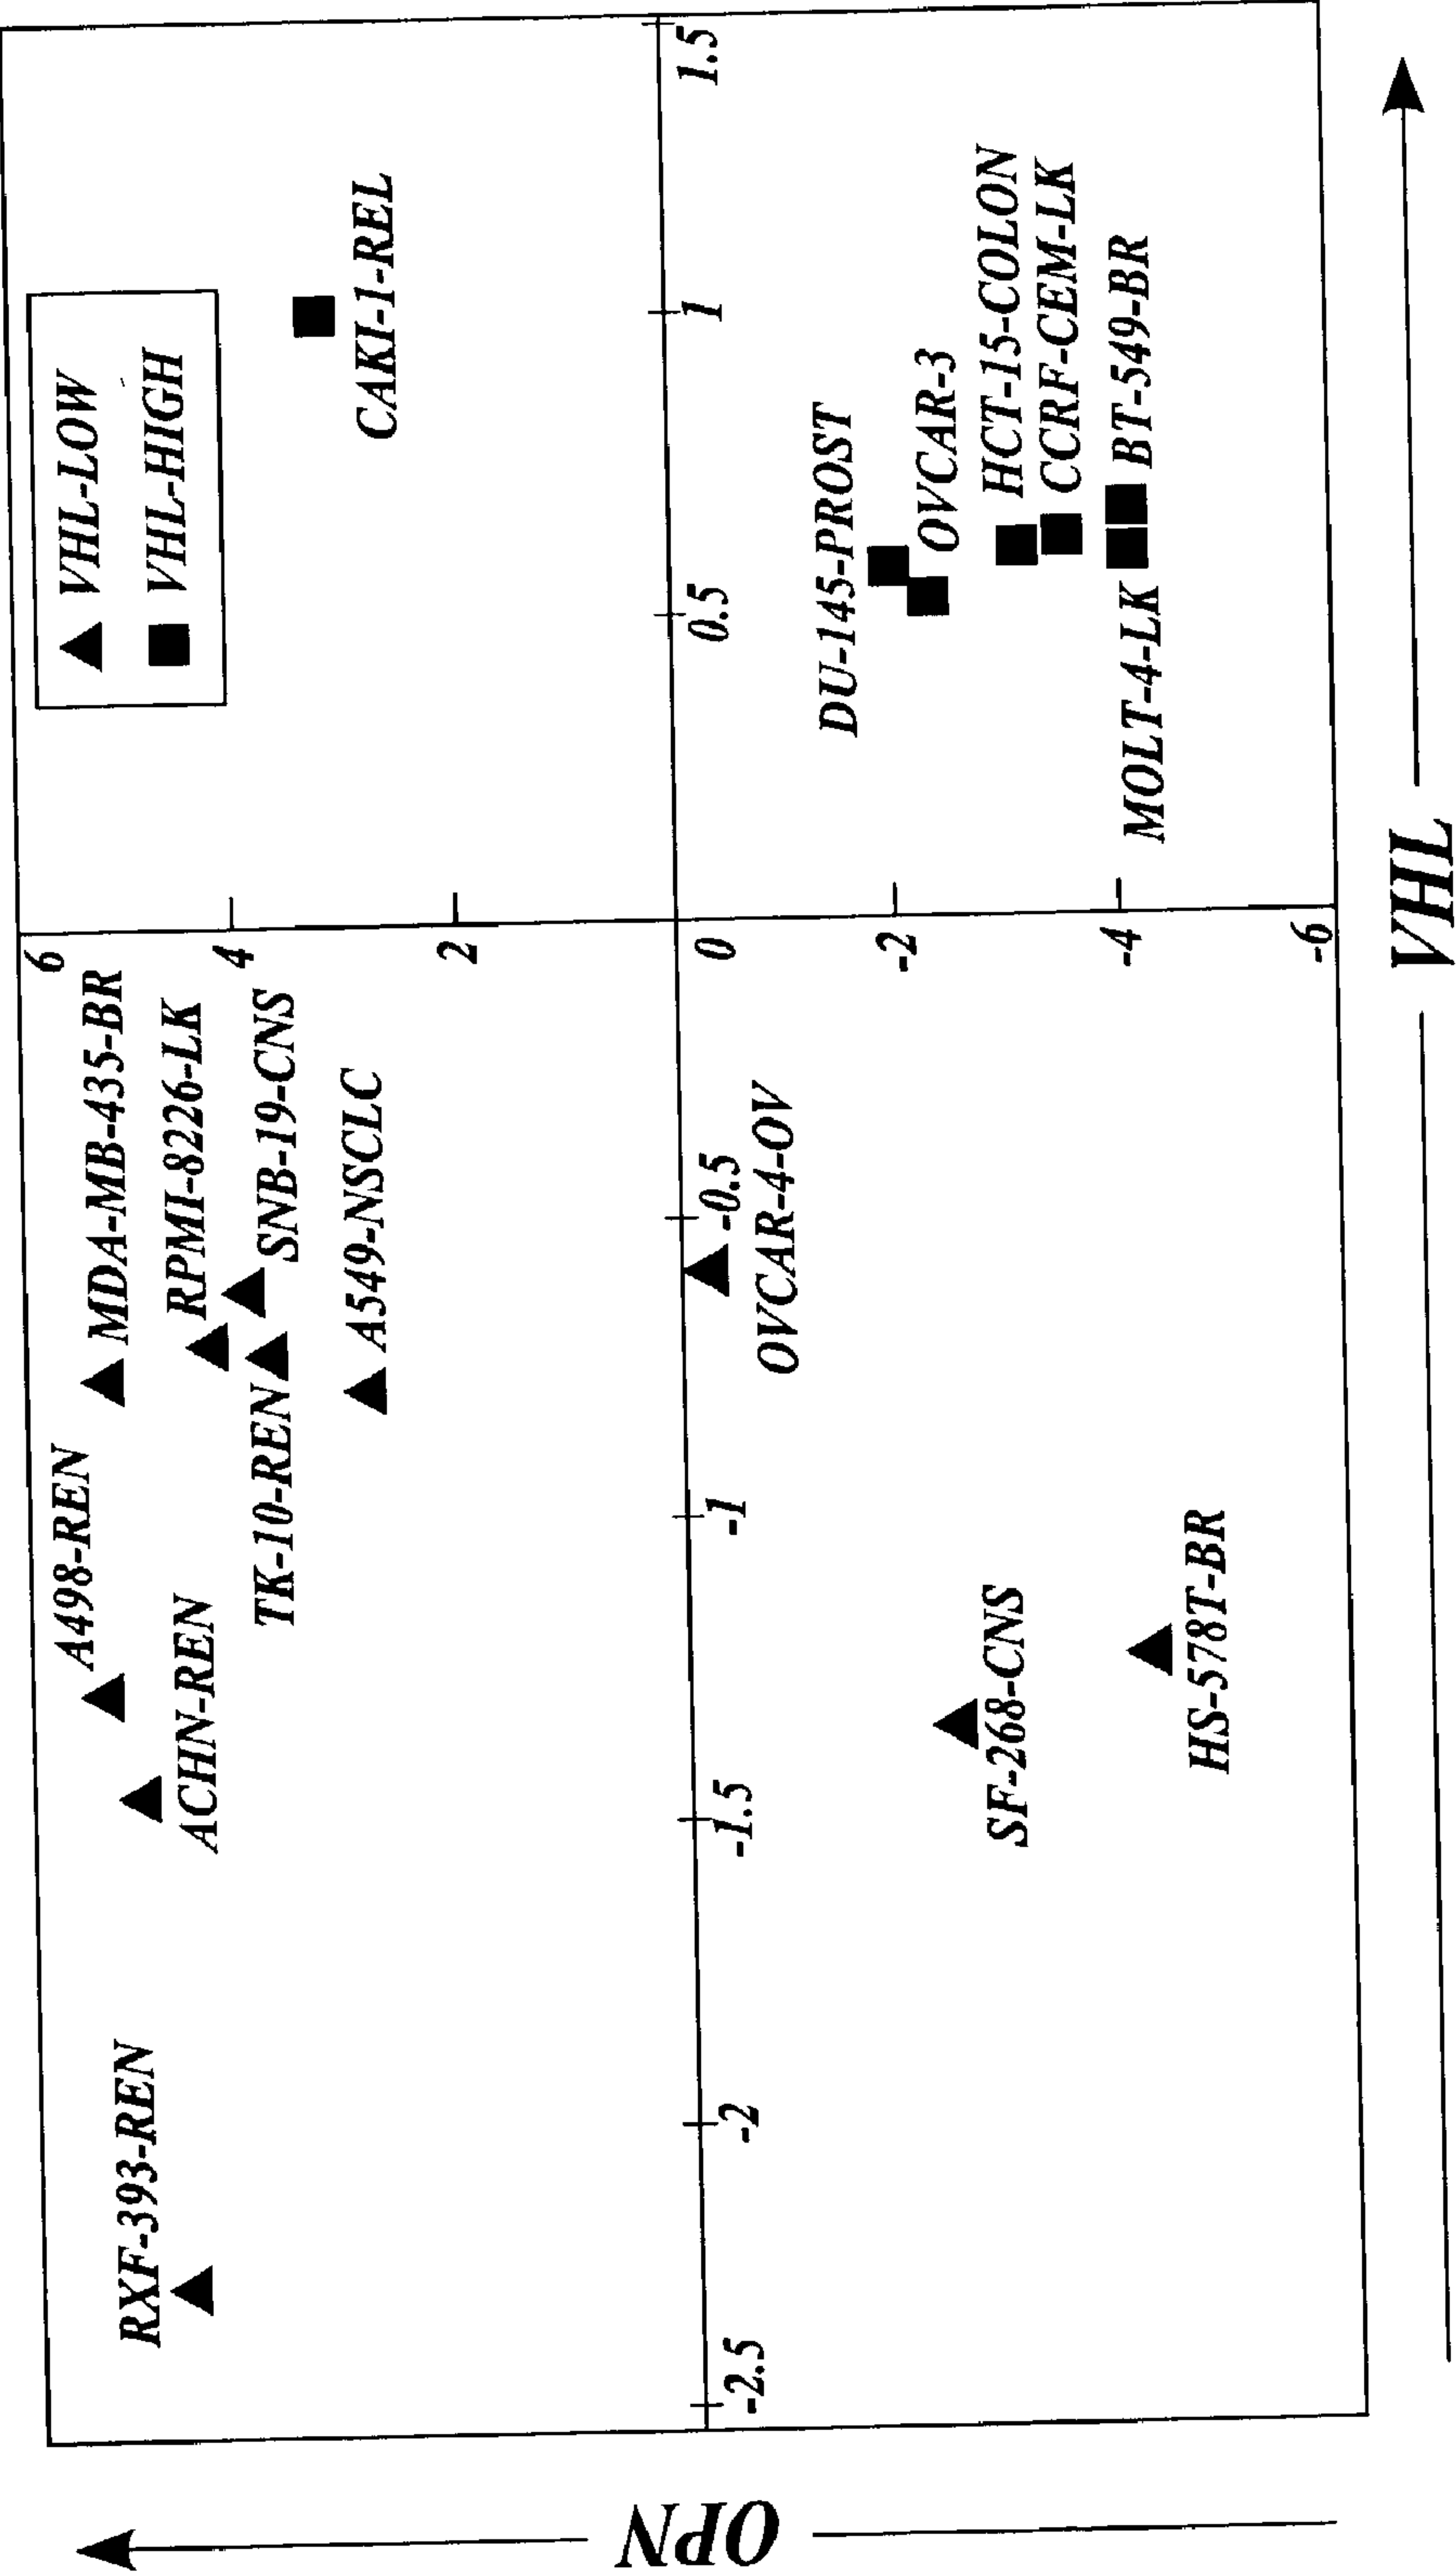 VHL-LOW
VHL-HIGH
A498-REN
MDA-MB-435-BR
RXF-393-REN
ACHN-REN
RPMI-8226-LK
TK-10-REN
SNB-19-CNS
A549-NSCLC
CAKI-1-REL
6
4
2
0
-2
-4
-6
-2.5
-2
-1.5
-1
-0.5
0.5
1
1.5
OVCAR-4-OV
DU-145-PROST
OVCAR-3
SF-268-CNS
HCT-15-COLON
CCRF-CEM-LK
HS-578T-BR
MOLT-4-LK
BT-549-BR
OPN
VHL